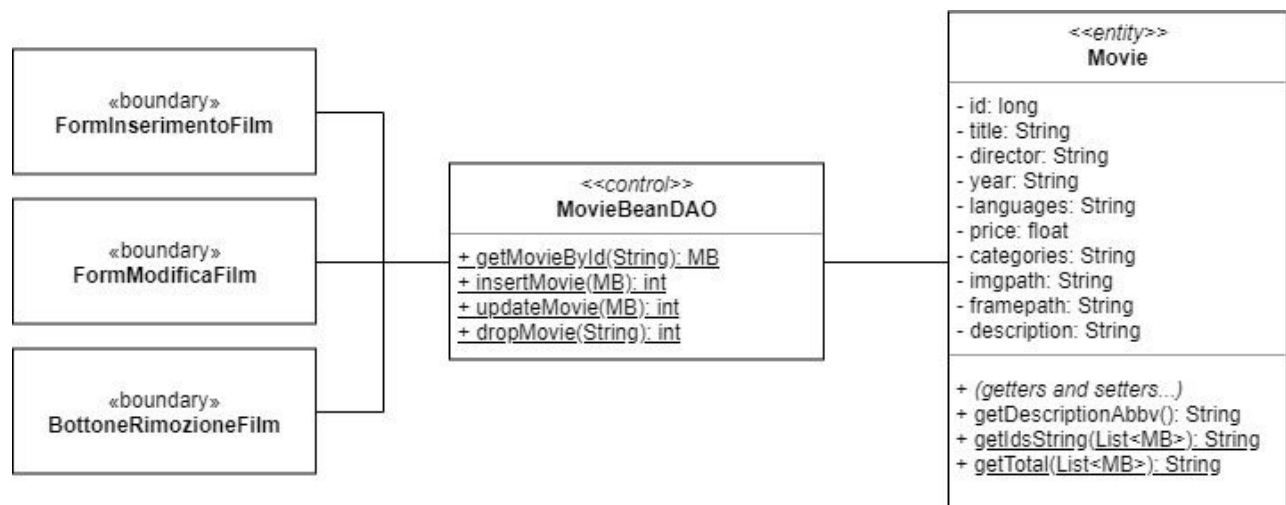 «boundary»
FormInserimentoFilm
«boundary»
FormModificaFilm
«boundary»
BottoneRimozioneFilm
<<control>>
MovieBeanDAO
+ getMovieById(String): MB
+ insertMovie(MB): int
+ updateMovie(MB): int
+ dropMovie(String): int
<<entity>>
Movie
- id: long
- title: String
- director: String
- year: String
- languages: String
- price: float
- categories: String
- imgpath: String
- framepath: String
- description: String
+ (getters and setters...)
+ getDescriptionAbbv(): String
+ getIdsString(List<MB>): String
+ getTotal(List<MB>): String